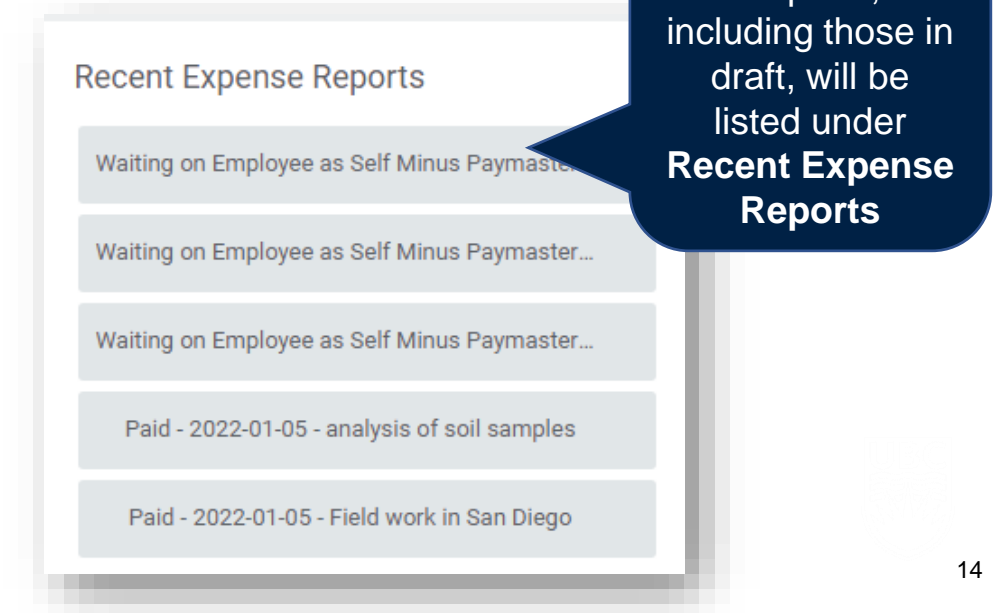 including those in
draft, will be
listed under
Recent Expense
Reports
Recent Expense Reports
Waiting on Employee as Self Minus
Waiting on Employee as Self Minus Paymaster...
Waiting on Employee as Self Minus Paymaster...
Paid - 2022-01-05 - analysis of soil samples
Paid - 2022-01-05 - Field work in San Diego
14